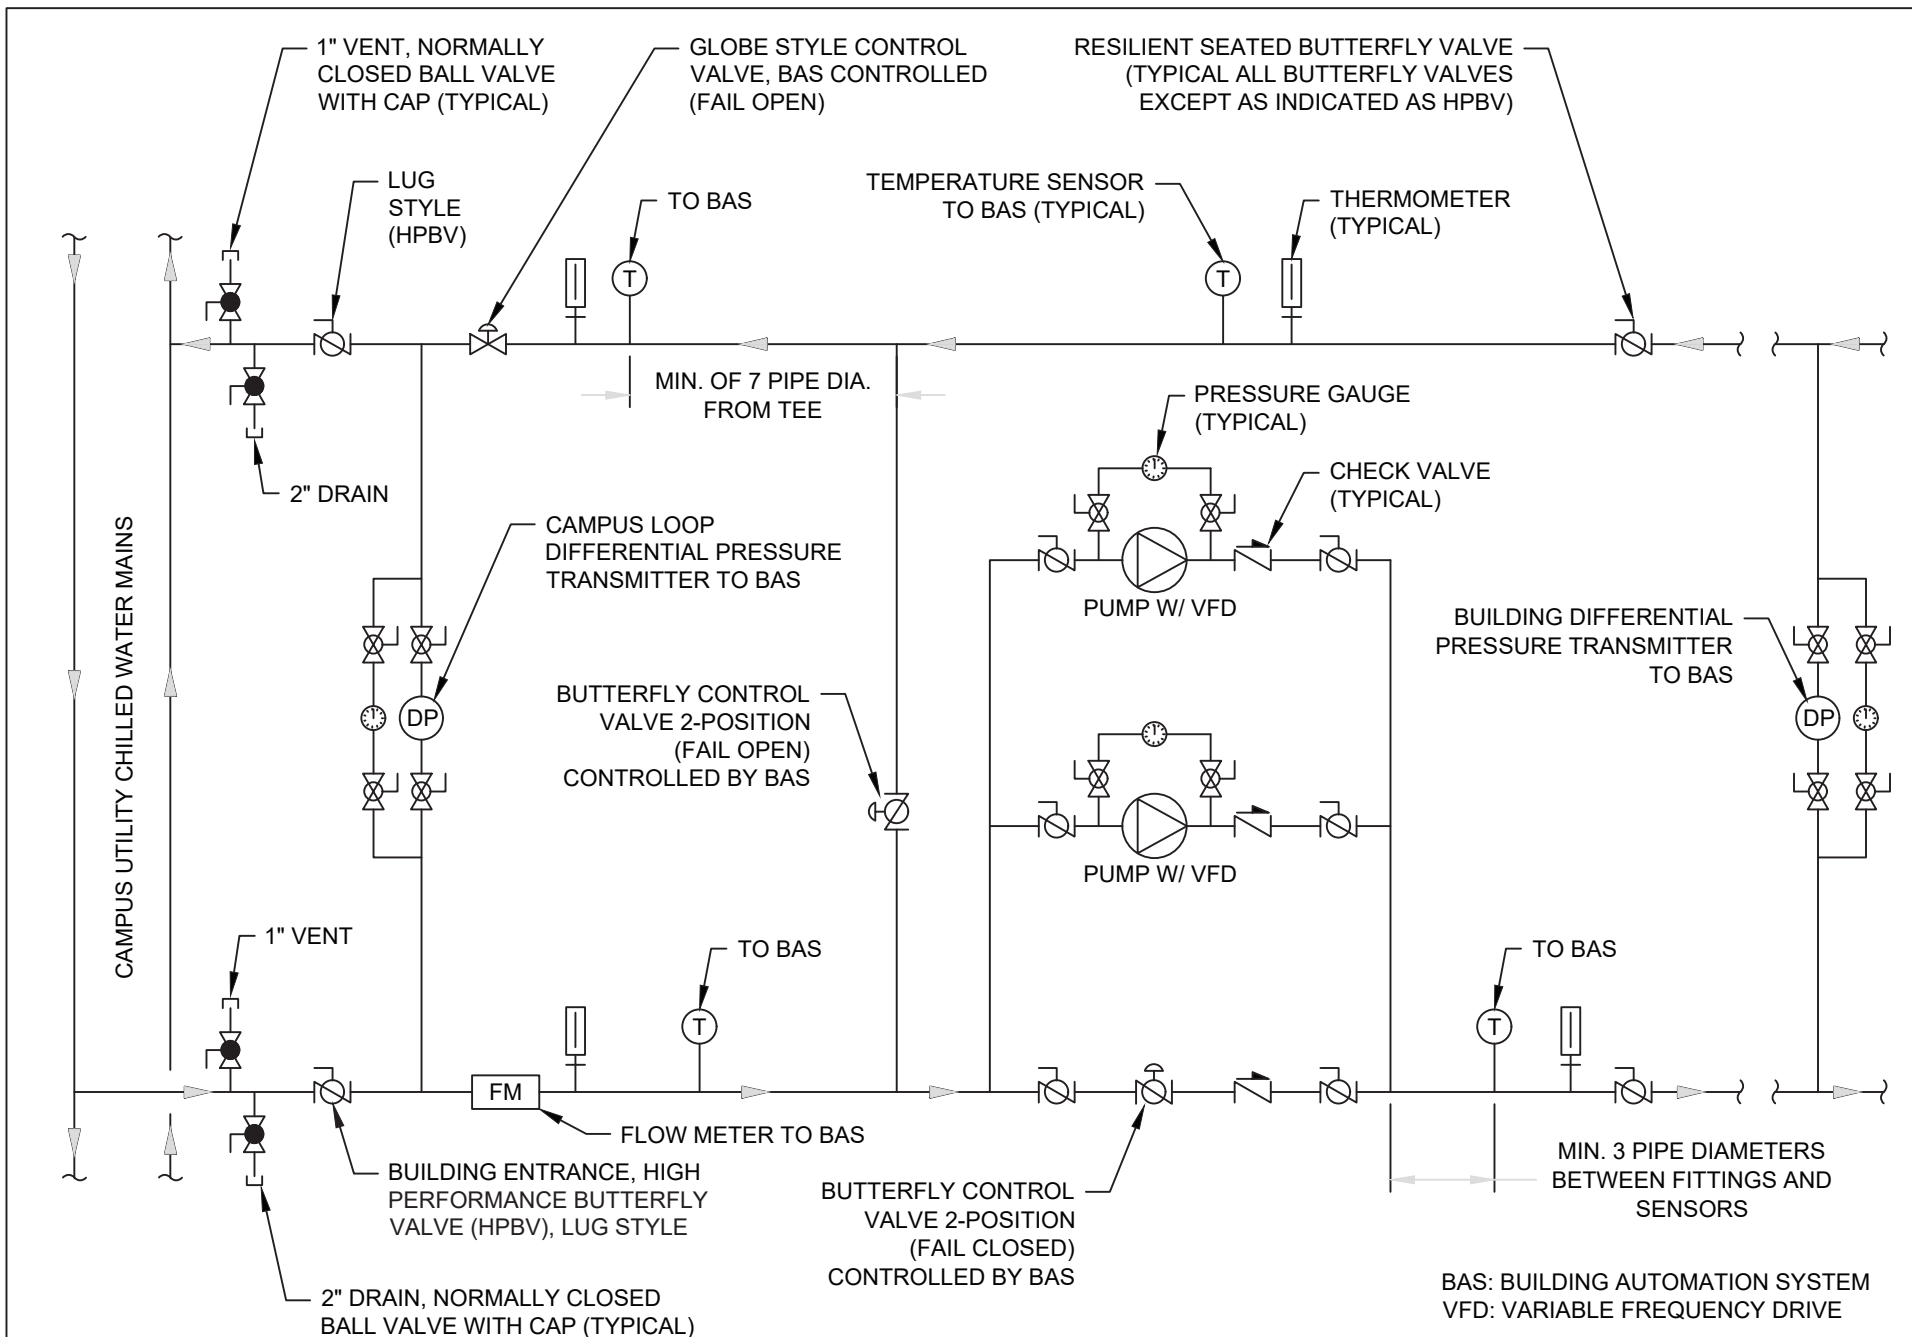 1" VENT, NORMALLY
CLOSED BALL VALVE
WITH CAP (TYPICAL)
GLOBE STYLE CONTROL
VALVE, BAS CONTROLLED
(FAIL OPEN)
RESILIENT SEATED BUTTERFLY VALVE
(TYPICAL ALL BUTTERFLY VALVES
EXCEPT AS INDICATED AS HPBV)
LUG
STYLE
(HPBV)
TO BAS
TEMPERATURE SENSOR
TO BAS (TYPICAL)
THERMOMETER
(TYPICAL)
T
T
MIN. OF 7 PIPE DIA.
FROM TEE
PRESSURE GAUGE
(TYPICAL)
CHECK VALVE
(TYPICAL)
2" DRAIN
CAMPUS LOOP
DIFFERENTIAL PRESSURE
TRANSMITTER TO BAS
CAMPUS UTILITY CHILLED WATER MAINS
PUMP W/ VFD
BUILDING DIFFERENTIAL
PRESSURE TRANSMITTER
TO BAS
DP
BUTTERFLY CONTROL
VALVE 2-POSITION
(FAIL OPEN)
CONTROLLED BY BAS
DP
PUMP W/ VFD
1" VENT
TO BAS
TO BAS
T
T
FM
FLOW METER TO BAS
BUILDING ENTRANCE, HIGH
PERFORMANCE BUTTERFLY
VALVE (HPBV), LUG STYLE
BUTTERFLY CONTROL
VALVE 2-POSITION
(FAIL CLOSED)
CONTROLLED BY BAS
MIN. 3 PIPE DIAMETERS
BETWEEN FITTINGS AND
SENSORS
2" DRAIN, NORMALLY CLOSED
BALL VALVE WITH CAP (TYPICAL)
BAS: BUILDING AUTOMATION SYSTEM
VFD: VARIABLE FREQUENCY DRIVE